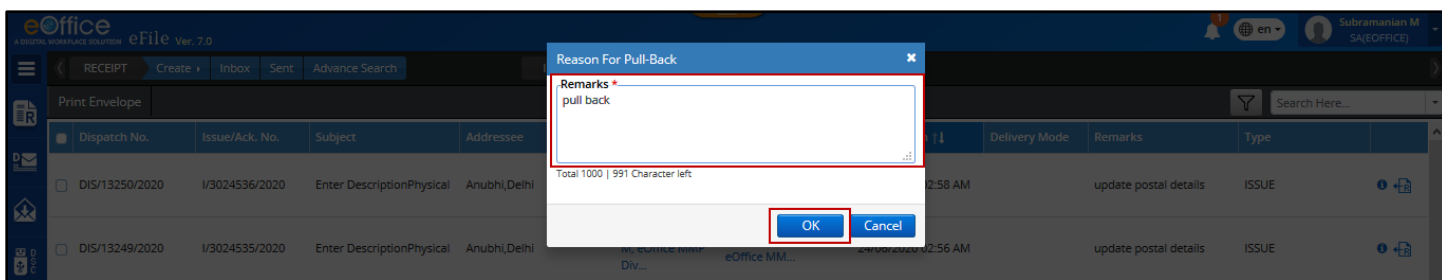 eOffice
A DIGITAL WORKPLACE SOLUTION eFile Ver. 7.0
1
en
Subramanian M
SA(EOFFICE)
RECEIPT Create Inbox Sent Advance Search
Print Envelope
Search Here...
Reason For Pull-Back
Remarks *
pull back
Total 1000 | 991 Character left
OK Cancel
Dispatch No. Issue/Ack. No. Subject Addressee Delivery Mode Remarks Type
DIS/13250/2020 I/3024536/2020 Enter DescriptionPhysical Anubhi,Delhi 02:58 AM update postal details ISSUE
DIS/13249/2020 I/3024535/2020 Enter DescriptionPhysical Anubhi,Delhi M, eOffice MMP eOffice MM... 24/06/2020 02:56 AM update postal details ISSUE
Div...
DSC